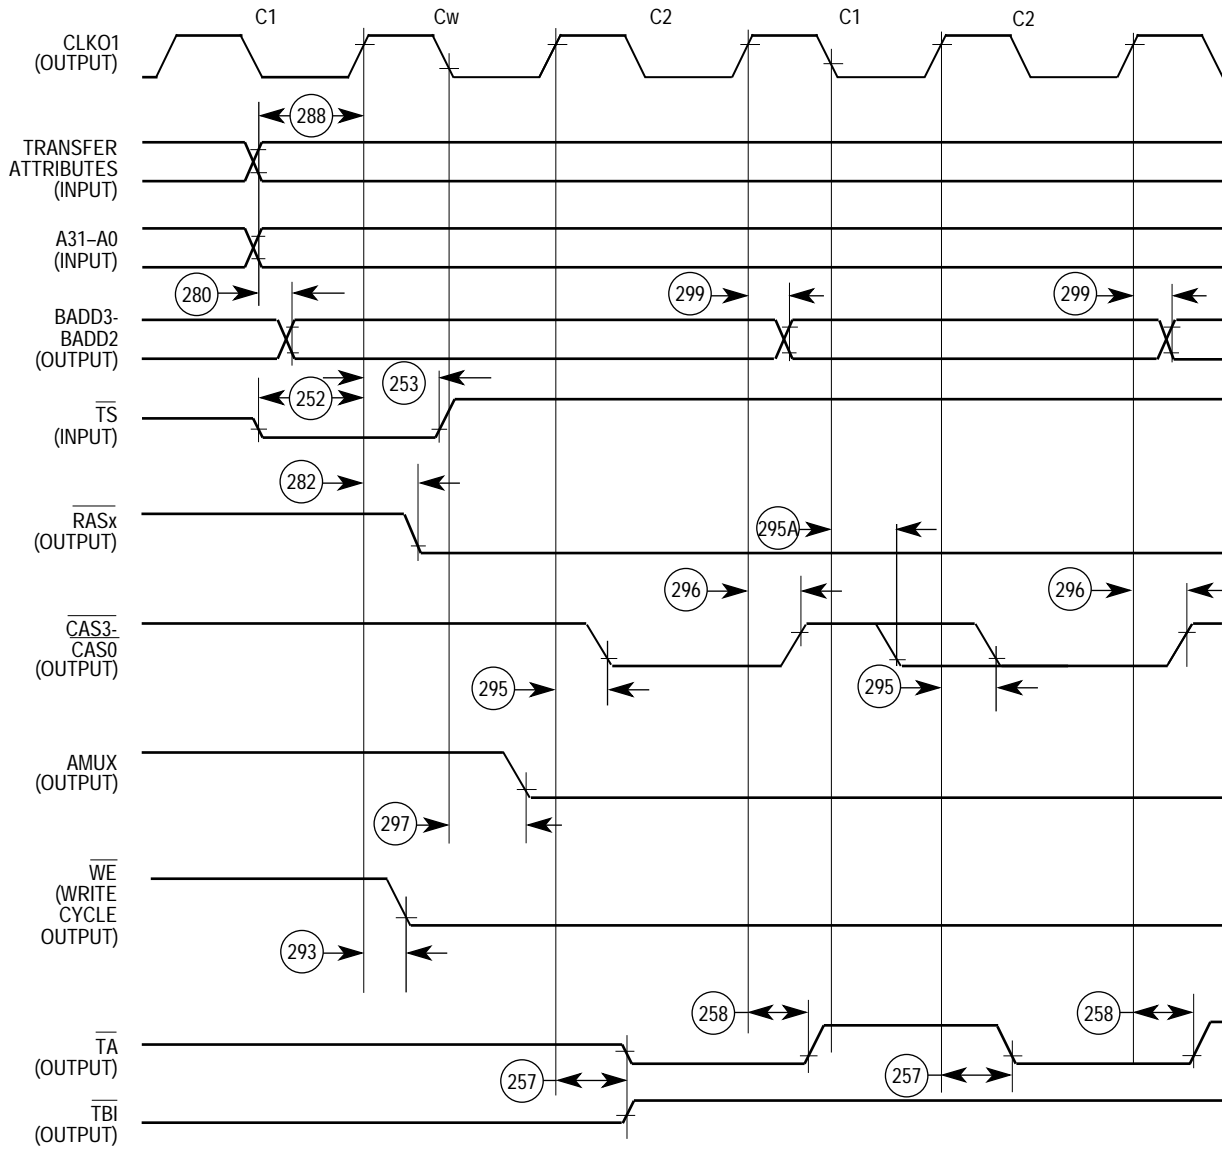 C1
Cw
C2
C1
C2
CLKO1
(OUTPUT)
288
TRANSFER
ATTRIBUTES
(INPUT)
A31–A0
(INPUT)
280
299
299
BADD3-
BADD2
(OUTPUT)
253
252
TS
(INPUT)
282
RASx
(OUTPUT)
295A
296
296
CAS3-
CAS0
(OUTPUT)
295
295
AMUX
(OUTPUT)
297
WE
(WRITE
CYCLE
OUTPUT)
293
258
258
TA
(OUTPUT)
257
257
TBI
(OUTPUT)